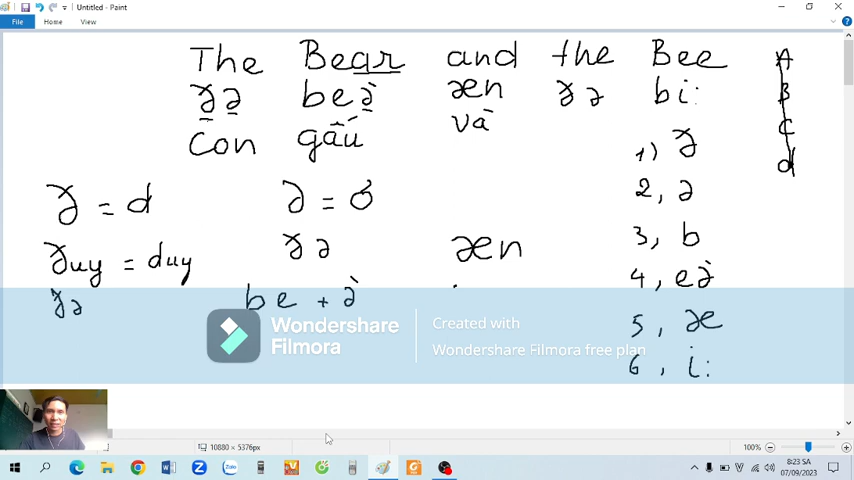 Untitled - Paint
File Home View
The Bear and the Bee
ðə beə̀ æn ðə bi:
con gấu và
A
B
C
d
1) ð
2, ə
3, b
4, eə̀
5, æ
6, i:
ð = d
ðuy = duy
ðə
ə = ơ
ðə
be + ə̀
æn
Wondershare
Filmora
Created with
Wondershare Filmora free plan
10880 × 5376px
100%
8:23 SA
07/09/2023